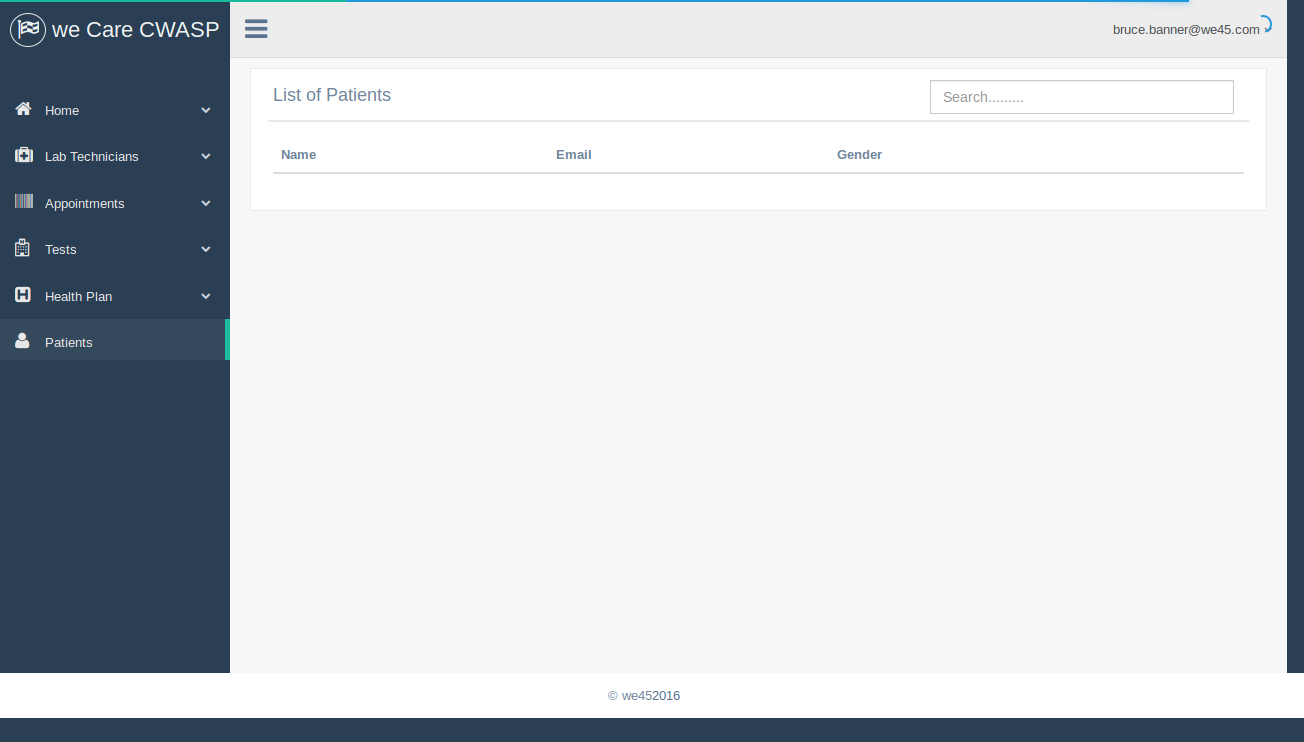 we Care CWASP
bruce.banner@we45.com
Home
Lab Technicians
Appointments
Tests
Health Plan
Patients
List of Patients
Search.........
Name Email Gender
© we452016